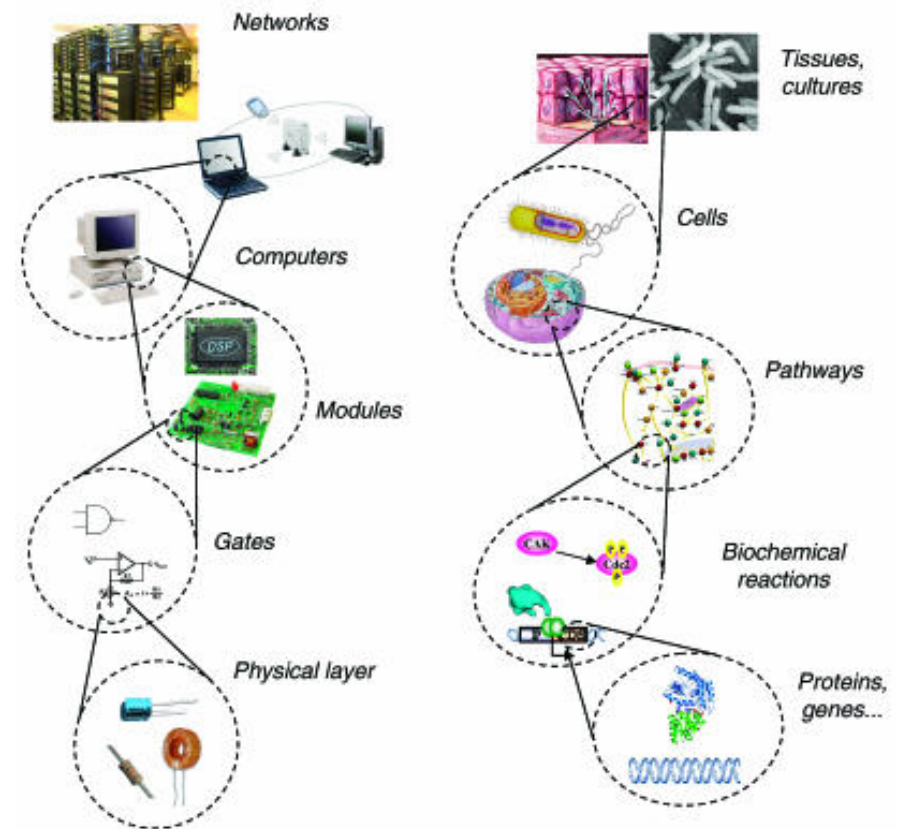 Networks
Computers
DSP
Modules
Gates
Physical layer
Tissues,
cultures
Cells
Pathways
CAK
P P
Cdc2
P
Biochemical
reactions
Proteins,
genes...